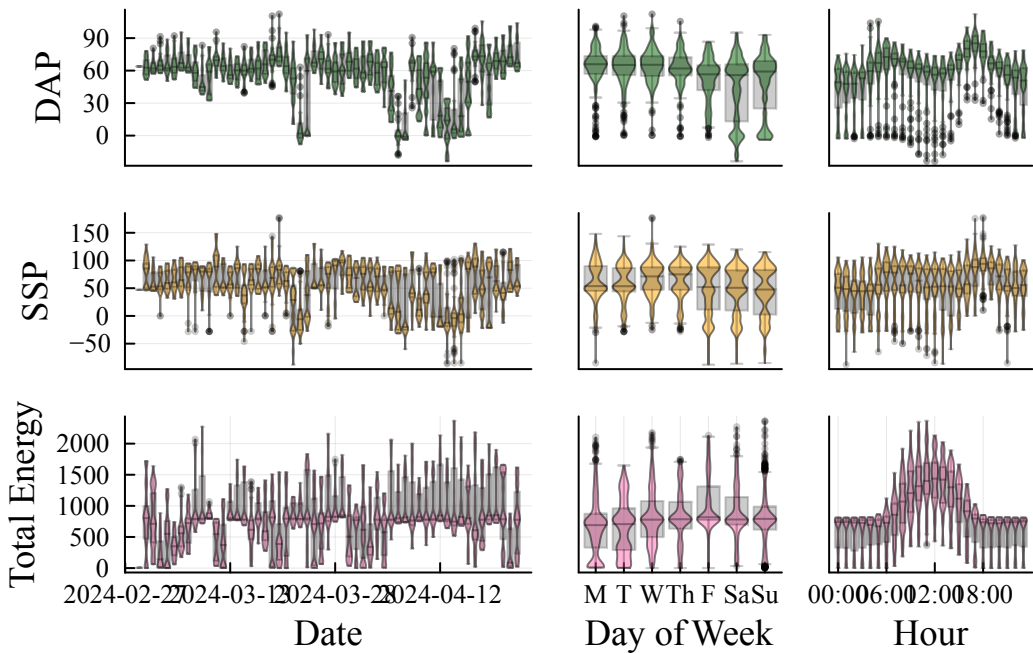 DAP
90
60
30
0
SSP
150
100
50
0
−50
Total Energy
2000
1500
1000
500
0
2024-02-27 2024-03-13 2024-03-28 2024-04-12
M T W Th F Sa Su
00:00 06:00 12:00 18:00
Date
Day of Week
Hour